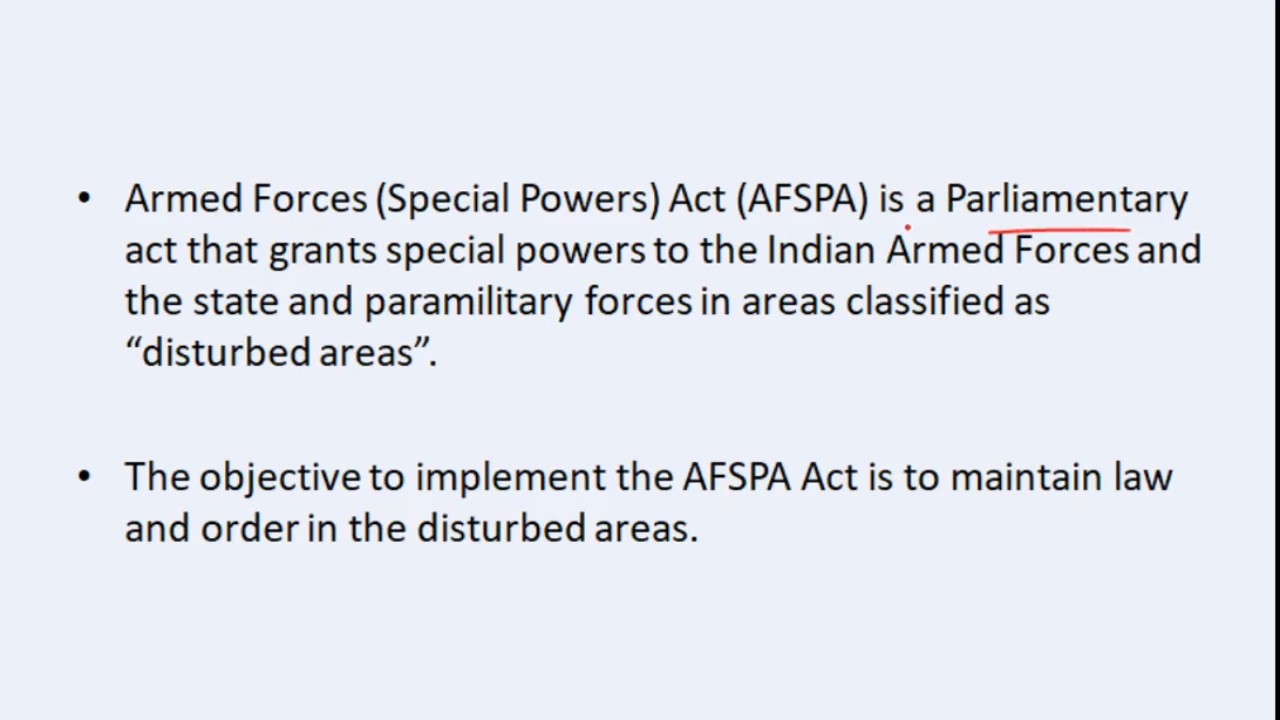 • Armed Forces (Special Powers) Act (AFSPA) is a Parliamentary
act that grants special powers to the Indian Armed Forces and
the state and paramilitary forces in areas classified as
“disturbed areas”.
• The objective to implement the AFSPA Act is to maintain law
and order in the disturbed areas.